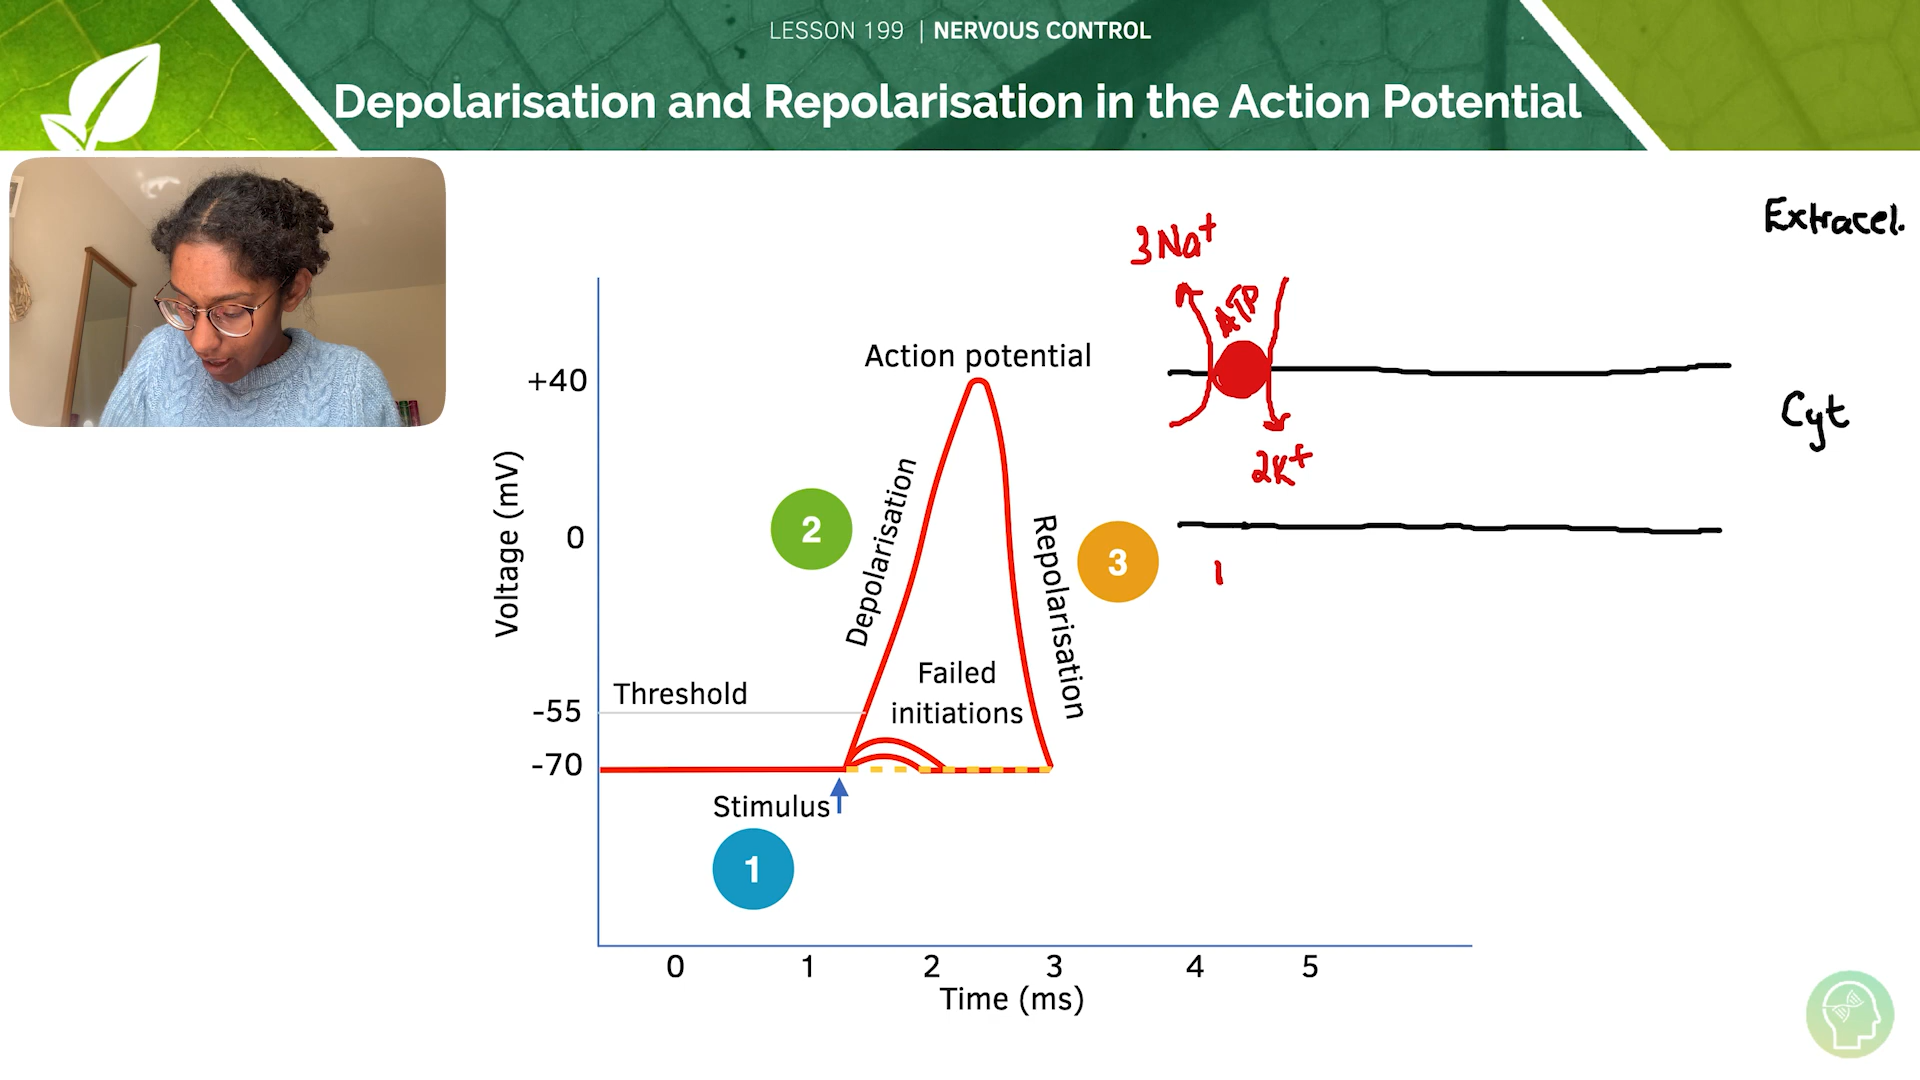 LESSON 199 | NERVOUS CONTROL
Depolarisation and Repolarisation in the Action Potential
Extracel.
3Na+
ATP
Action potential
+40
Cyt
2K+
Voltage (mV)
Depolarisation
2
0
Repolarisation
3
1
Failed
initiations
Threshold
-55
-70
Stimulus
1
0 1 2 3 4 5
Time (ms)